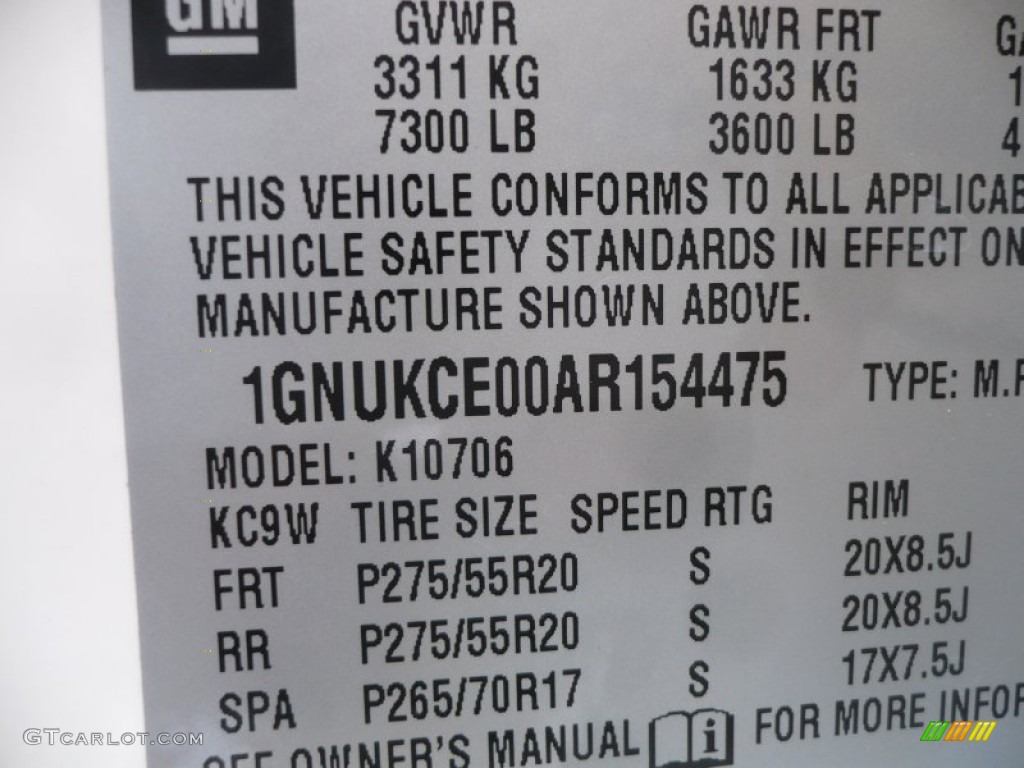 GM
GVWR GAWR FRT
3311 KG 1633 KG
7300 LB 3600 LB
THIS VEHICLE CONFORMS TO ALL APPLICAB
VEHICLE SAFETY STANDARDS IN EFFECT ON
MANUFACTURE SHOWN ABOVE.
1GNUKCE00AR154475 TYPE: M.P
MODEL: K10706
KC9W TIRE SIZE SPEED RTG RIM
FRT P275/55R20 S 20X8.5J
RR P275/55R20 S 20X8.5J
SPA P265/70R17 S 17X7.5J
SEE OWNER'S MANUAL i FOR MORE INFOR
GTCARLOT.COM